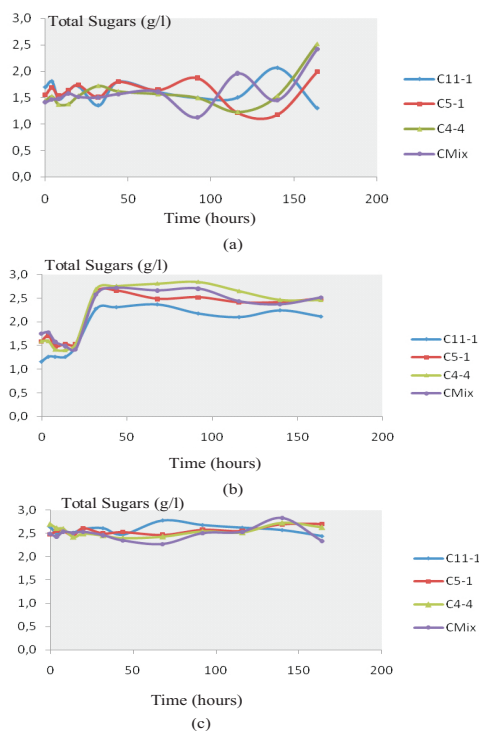 Total Sugars (g/l)
3,0
2,5
2,0
1,5
1,0
0,5
0,0
0
50
100
150
200
Time (hours)
C11-1
C5-1
C4-4
CMix
(a)
Total Sugars (g/l)
3,0
2,5
2,0
1,5
1,0
0,5
0,0
0
50
100
150
200
Time (hours)
C11-1
C5-1
C4-4
CMix
(b)
Total Sugars (g/l)
3,0
2,5
2,0
1,5
1,0
0,5
0,0
0
50
100
150
200
Time (hours)
C11-1
C5-1
C4-4
CMix
(c)